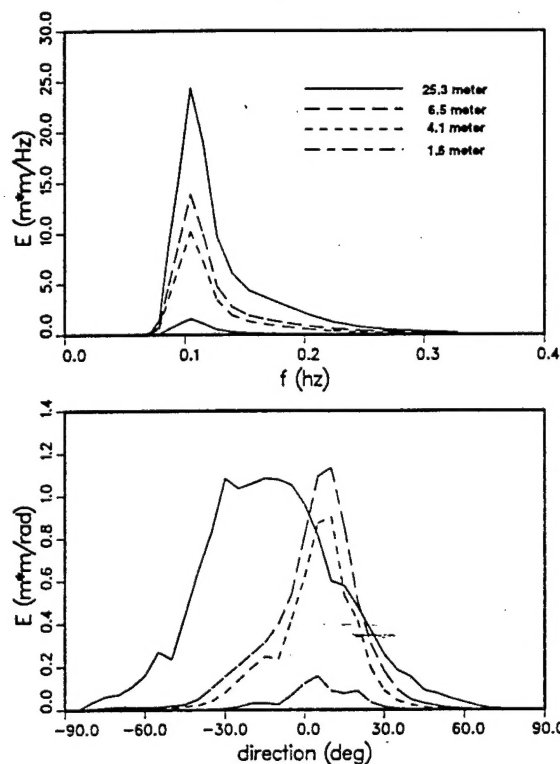 30.0
25.0
20.0
15.0
10.0
5.0
0.0
E (m*m/Hz)
25.3 meter
6.5 meter
4.1 meter
1.6 meter
0.0 0.1 0.2 0.3 0.4
f (hz)
1.4
1.2
1.0
0.8
0.6
0.4
0.2
0.0
E (m*m/rad)
-90.0 -60.0 -30.0 0.0 30.0 60.0 90.0
direction (deg)